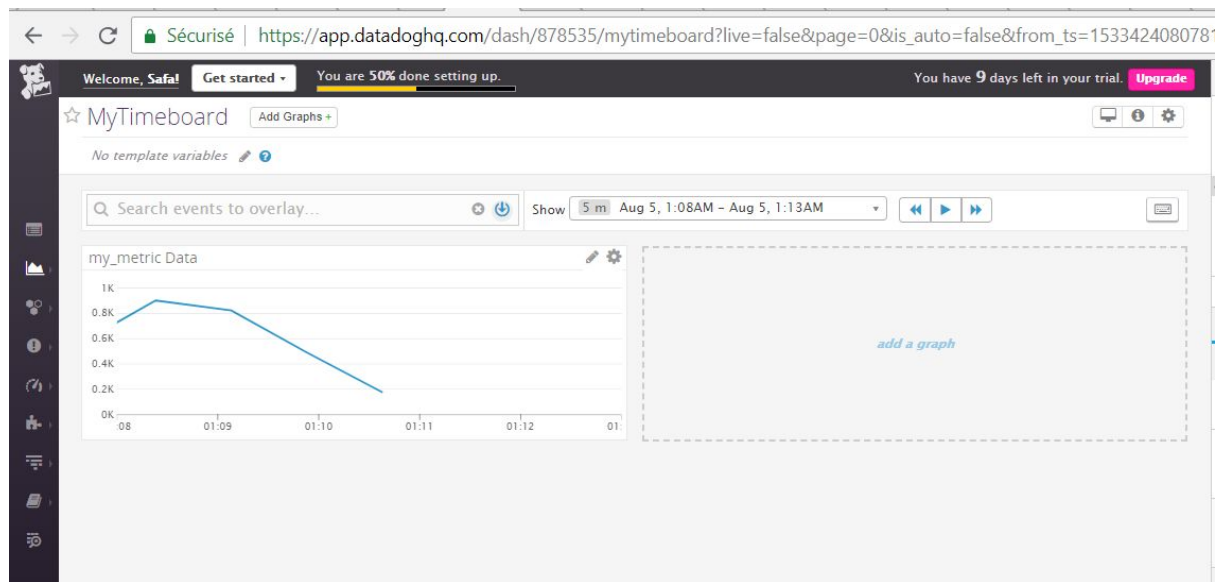 Sécurisé | https://app.datadoghq.com/dash/878535/mytimeboard?live=false&page=0&is_auto=false&from_ts=1533424080781
Welcome, Safa! Get started You are 50% done setting up. You have 9 days left in your trial. Upgrade
MyTimeboard Add Graphs +
No template variables
Search events to overlay... Show 5 m Aug 5, 1:08AM – Aug 5, 1:13AM
my_metric Data
1K
0.8K
0.6K
0.4K
0.2K
0K
:08 01:09 01:10 01:11 01:12 01:
add a graph